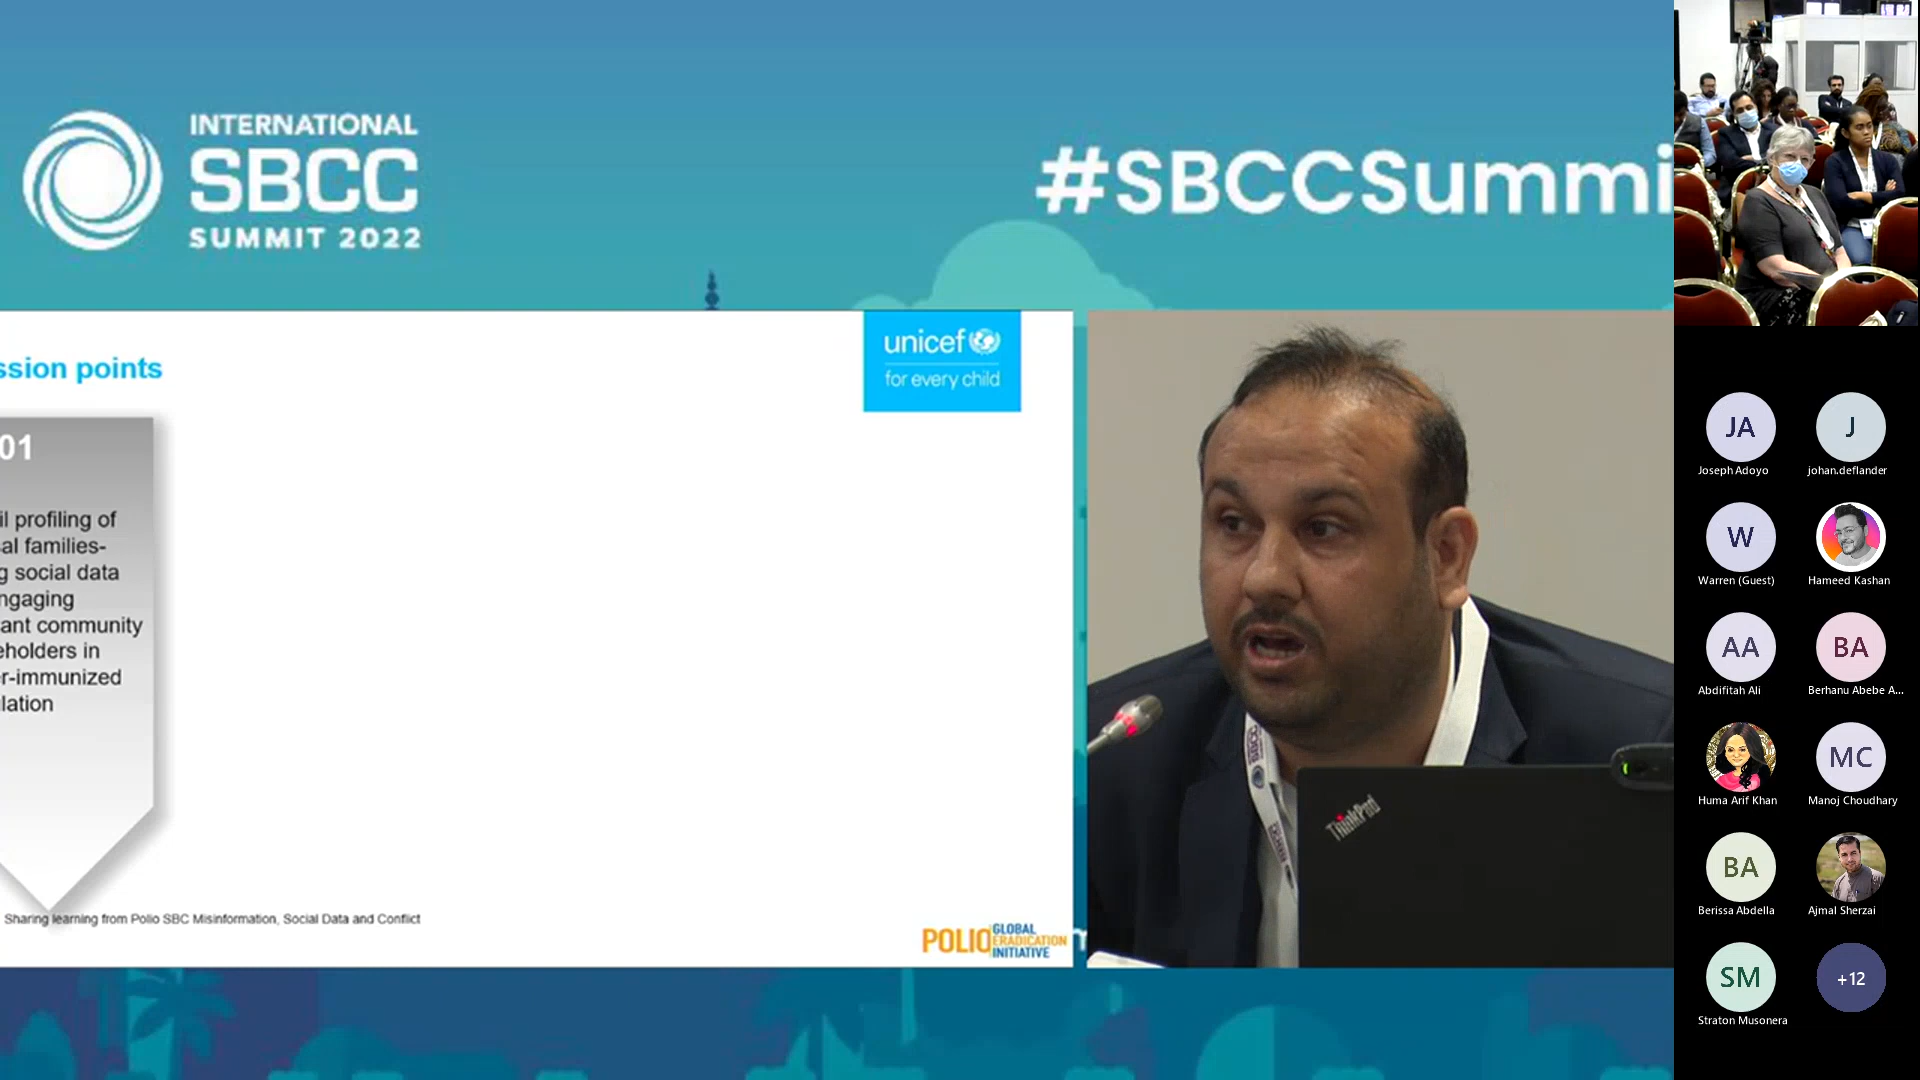 INTERNATIONAL
SBCC
SUMMIT 2022
#SBCCSummi
ssion points
unicef
for every child
01
il profiling of
al families-
g social data
ngaging
ant community
eholders in
r-immunized
lation
Sharing learning from Polio SBC Misinformation, Social Data and Conflict
POLIO GLOBAL
ERADICATION
INITIATIVE
ThinkPad
JA
J
Joseph Adoyo
johan.deflander
W
Warren (Guest)
Hameed Kashan
AA
BA
Abdifitah Ali
Berhanu Abebe A...
MC
Huma Arif Khan
Manoj Choudhary
BA
Berissa Abdella
Ajmal Sherzai
SM
+12
Straton Musonera